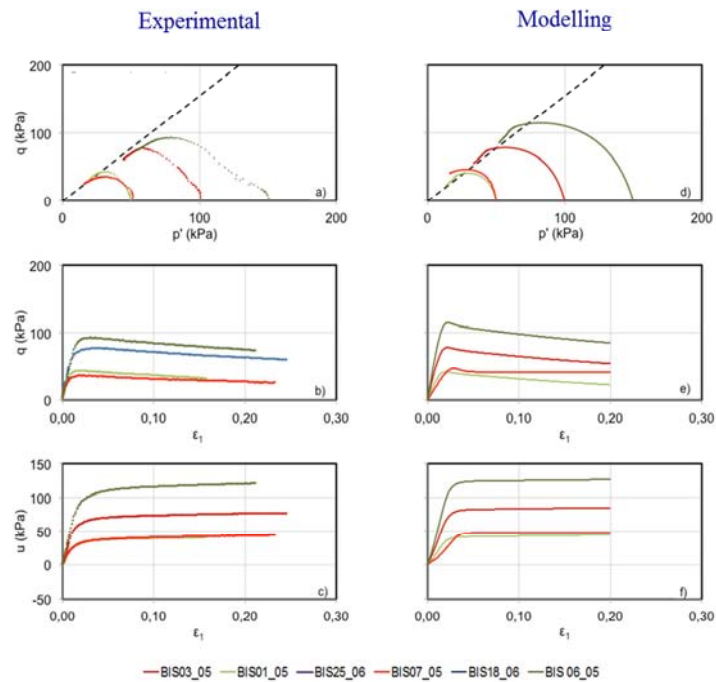 Experimental
Modelling
200
100
0
q (kPa)
a)
0 100 200
p' (kPa)
200
100
0
q (kPa)
d)
0 100 200
p' (kPa)
200
100
0
q (kPa)
b)
0,00 0,10 0,20 0,30
ε1
200
100
0
q (kPa)
e)
0,00 0,10 0,20 0,30
ε1
150
100
50
0
-50
u (kPa)
c)
0,00 0,10 0,20 0,30
ε1
150
100
50
0
-50
u (kPa)
f)
0,00 0,10 0,20 0,30
ε1
BIS03_05 BIS01_05 BIS25_06 BIS07_05 BIS18_06 BIS 06_05